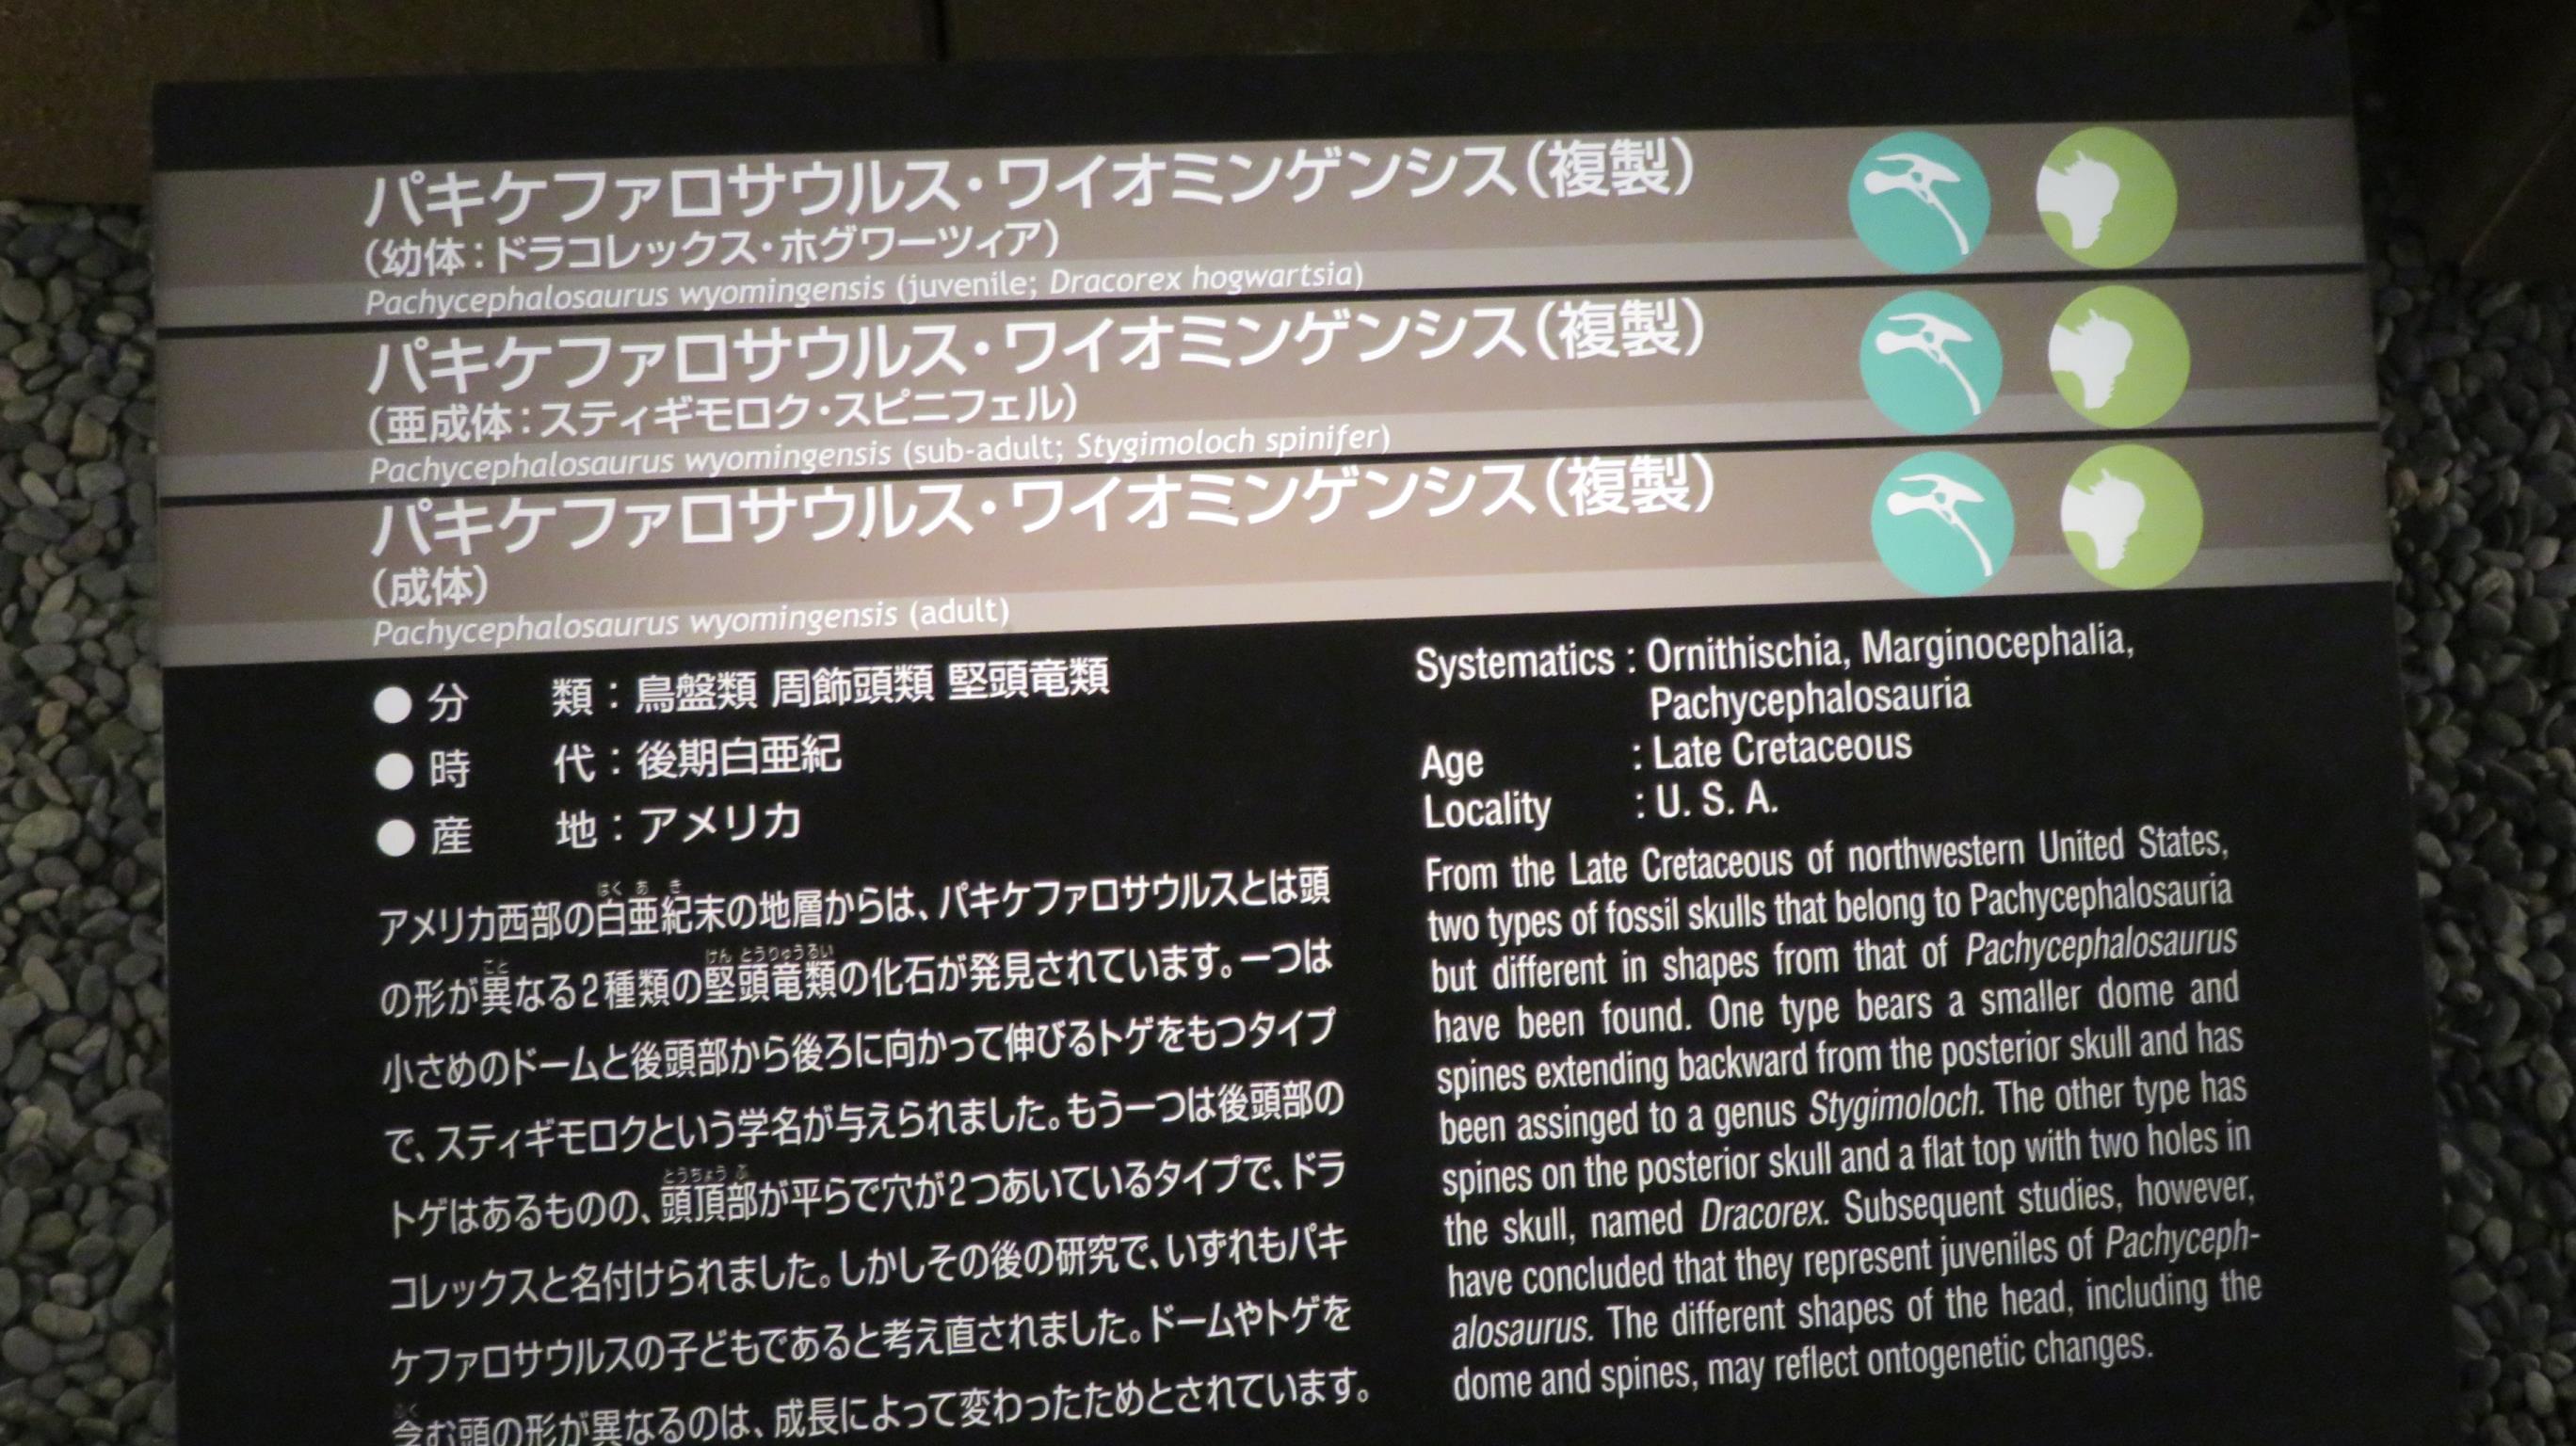 パキケファロサウルス・ワイオミンゲンシス（複製）
（幼体：ドラコレックス・ホグワーツィア）
Pachycephalosaurus wyomingensis (juvenile; Dracorex hogwartsia)
パキケファロサウルス・ワイオミンゲンシス（複製）
（亜成体：スティギモロク・スピニフェル）
Pachycephalosaurus wyomingensis (sub-adult; Stygimoloch spinifer)
パキケファロサウルス・ワイオミンゲンシス（複製）
（成体）
Pachycephalosaurus wyomingensis (adult)
●分　類：鳥盤類 周飾頭類 堅頭竜類
●時　代：後期白亜紀
●産　地：アメリカ
アメリカ西部の白亜紀末の地層からは、パキケファロサウルスとは頭
の形が異なる2種類の堅頭竜類の化石が発見されています。一つは
小さめのドームと後頭部から後ろに向かって伸びるトゲをもつタイプ
で、スティギモロクという学名が与えられました。もう一つは後頭部の
トゲはあるものの、頭頂部が平らで穴が2つあいているタイプで、ドラ
コレックスと名付けられました。しかしその後の研究で、いずれもパキ
ケファロサウルスの子どもであると考え直されました。ドームやトゲを
含む頭の形が異なるのは、成長によって変わったためとされています。
Systematics : Ornithischia, Marginocephalia,
Pachycephalosauria
Age : Late Cretaceous
Locality : U. S. A.
From the Late Cretaceous of northwestern United States,
two types of fossil skulls that belong to Pachycephalosauria
but different in shapes from that of Pachycephalosaurus
have been found. One type bears a smaller dome and
spines extending backward from the posterior skull and has
been assinged to a genus Stygimoloch. The other type has
spines on the posterior skull and a flat top with two holes in
the skull, named Dracorex. Subsequent studies, however,
have concluded that they represent juveniles of Pachyceph-
alosaurus. The different shapes of the head, including the
dome and spines, may reflect ontogenetic changes.